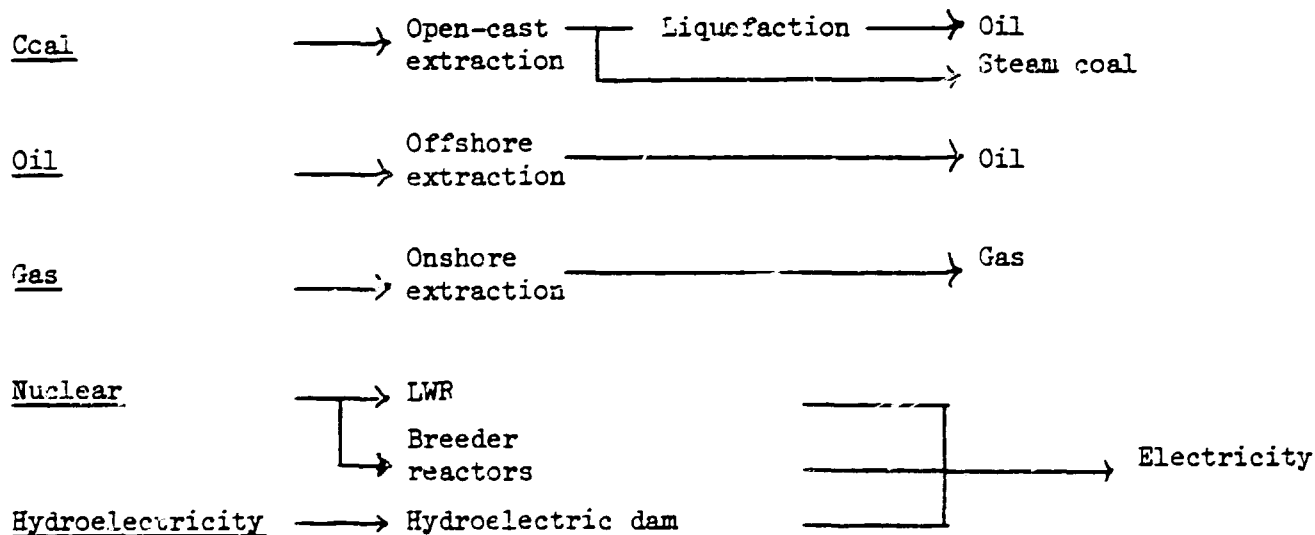 Coal
Open-cast
extraction
Liquefaction
Oil
Steam coal
Oil
Offshore
extraction
Oil
Gas
Onshore
extraction
Gas
Nuclear
LWR
Breeder
reactors
Electricity
Hydroelectricity
Hydroelectric dam